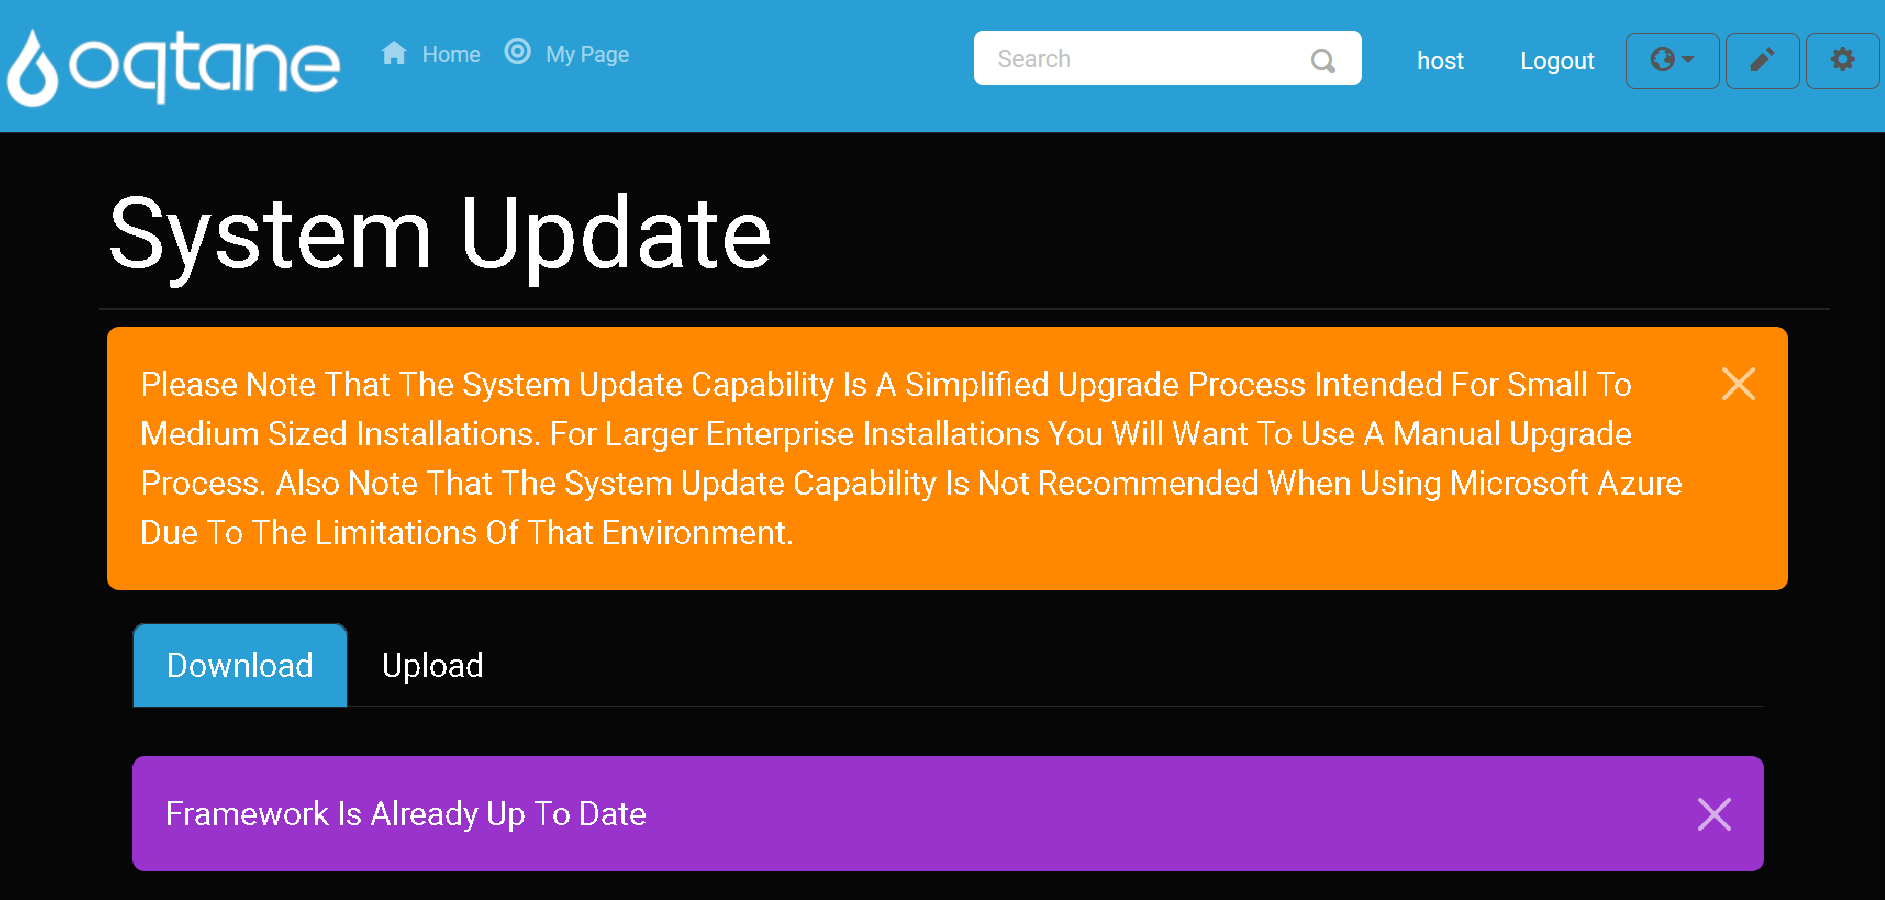 oqtane
Home
My Page
Search
host
Logout
System Update
Please Note That The System Update Capability Is A Simplified Upgrade Process Intended For Small To
Medium Sized Installations. For Larger Enterprise Installations You Will Want To Use A Manual Upgrade
Process. Also Note That The System Update Capability Is Not Recommended When Using Microsoft Azure
Due To The Limitations Of That Environment.
Download
Upload
Framework Is Already Up To Date